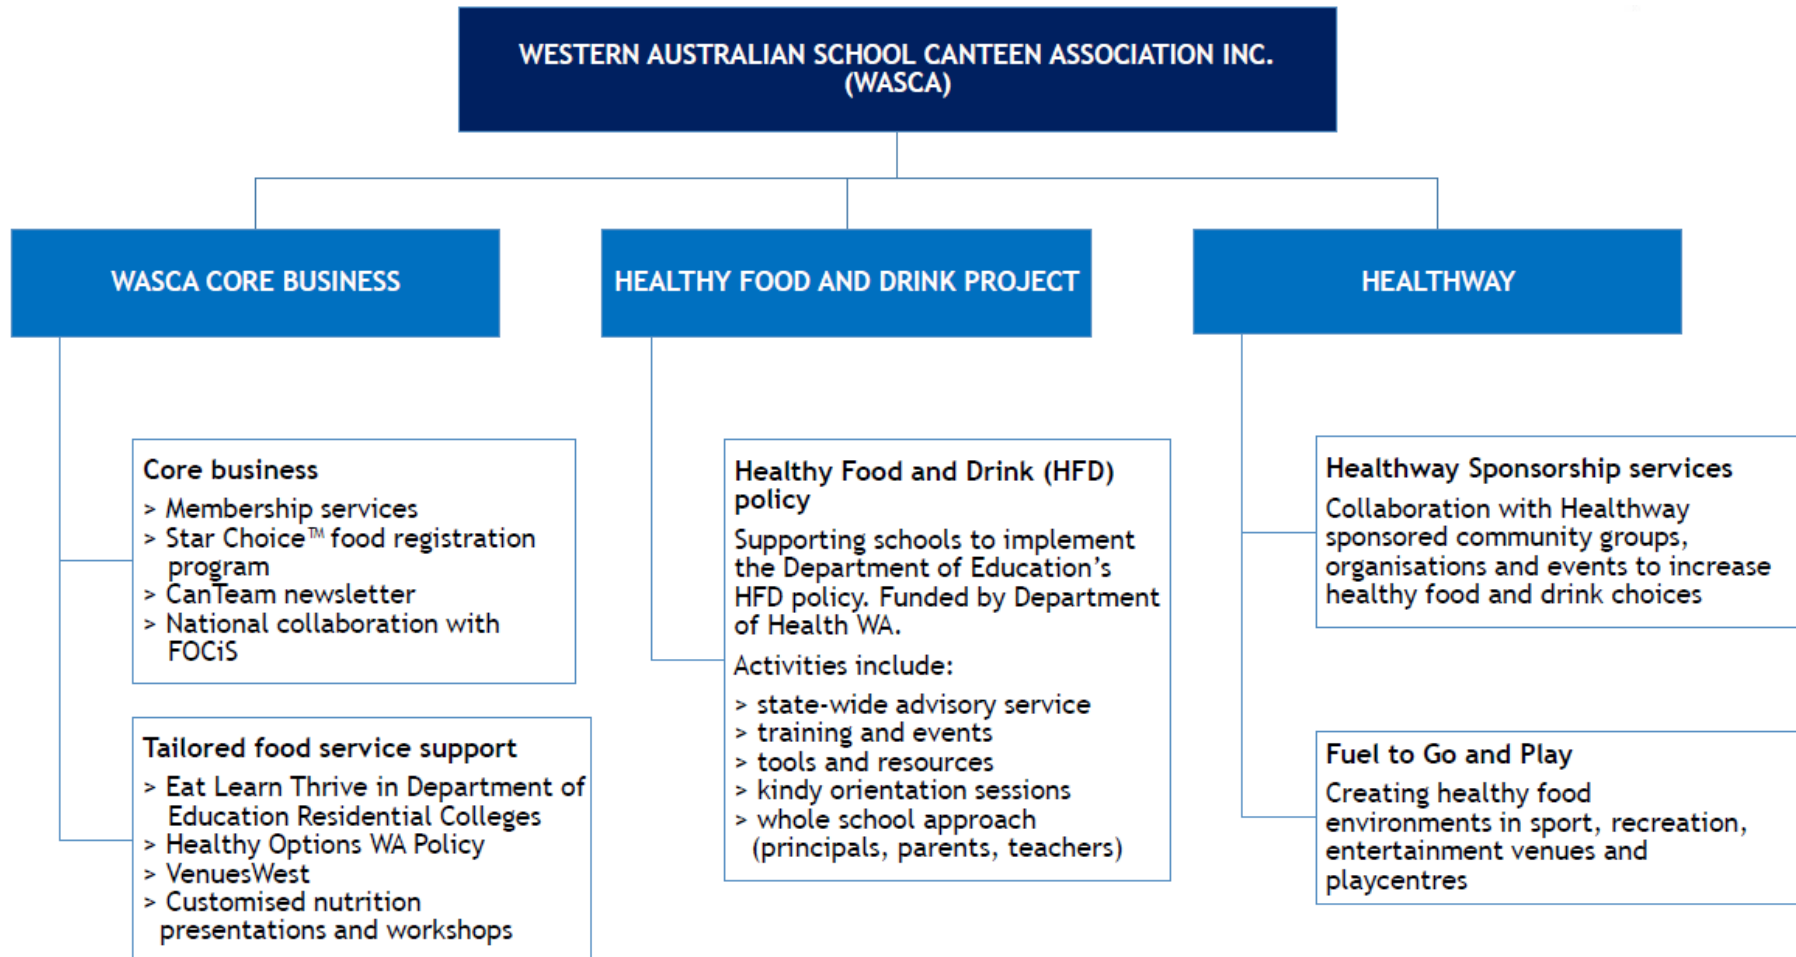 WESTERN AUSTRALIAN SCHOOL CANTEEN ASSOCIATION INC.
(WASCA)
WASCA CORE BUSINESS
HEALTHY FOOD AND DRINK PROJECT
HEALTHWAY
Core business
> Membership services
> Star Choice™ food registration
program
> CanTeam newsletter
> National collaboration with
FOCiS
Tailored food service support
> Eat Learn Thrive in Department of
Education Residential Colleges
> Healthy Options WA Policy
> VenuesWest
> Customised nutrition
presentations and workshops
Healthy Food and Drink (HFD)
policy
Supporting schools to implement
the Department of Education’s
HFD policy. Funded by Department
of Health WA.
Activities include:
> state-wide advisory service
> training and events
> tools and resources
> kindy orientation sessions
> whole school approach
(principals, parents, teachers)
Healthway Sponsorship services
Collaboration with Healthway
sponsored community groups,
organisations and events to increase
healthy food and drink choices
Fuel to Go and Play
Creating healthy food
environments in sport, recreation,
entertainment venues and
playcentres